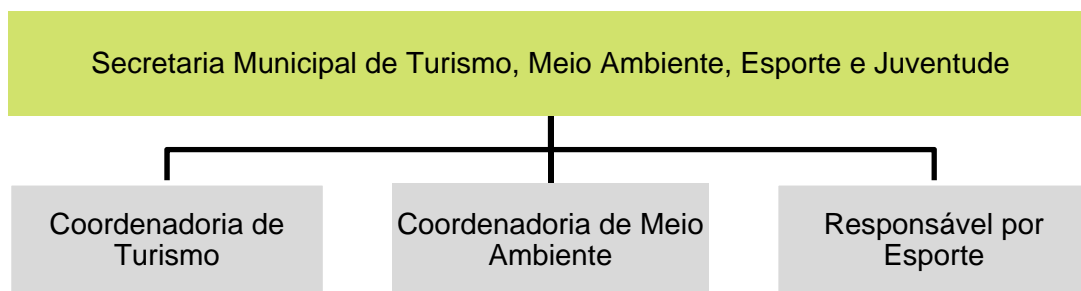 Secretaria Municipal de Turismo, Meio Ambiente, Esporte e Juventude
Coordenadoria de
Turismo
Coordenadoria de Meio
Ambiente
Responsável por
Esporte